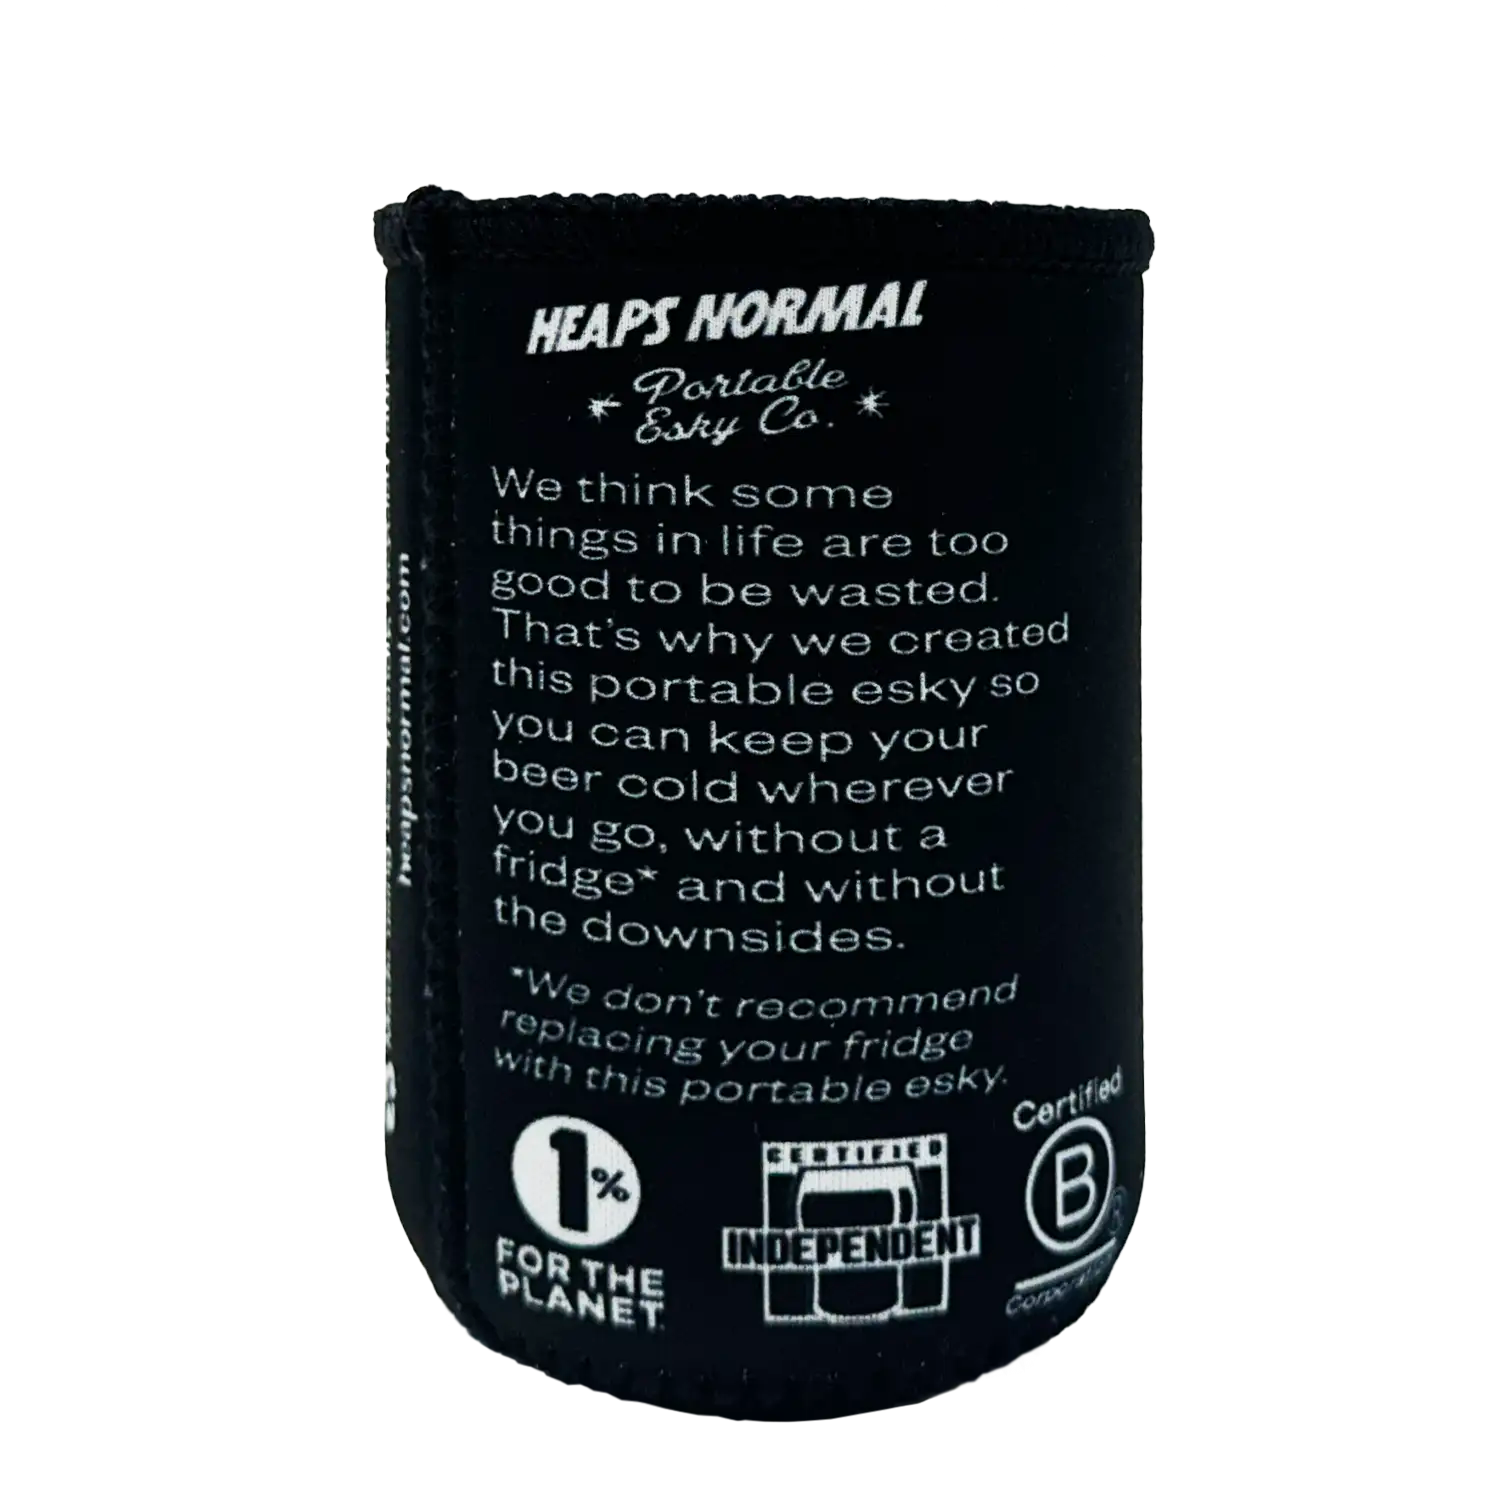 HEAPS NORMAL
Portable
Esky Co.
We think some
things in life are too
good to be wasted.
That's why we created
this portable esky so
you can keep your
beer cold wherever
you go, without a
fridge* and without
the downsides.
*We don't recommend
replacing your fridge
with this portable esky.
1%
FOR THE
PLANET
CERTIFIED
INDEPENDENT
Certified
B
heapsnormal.com